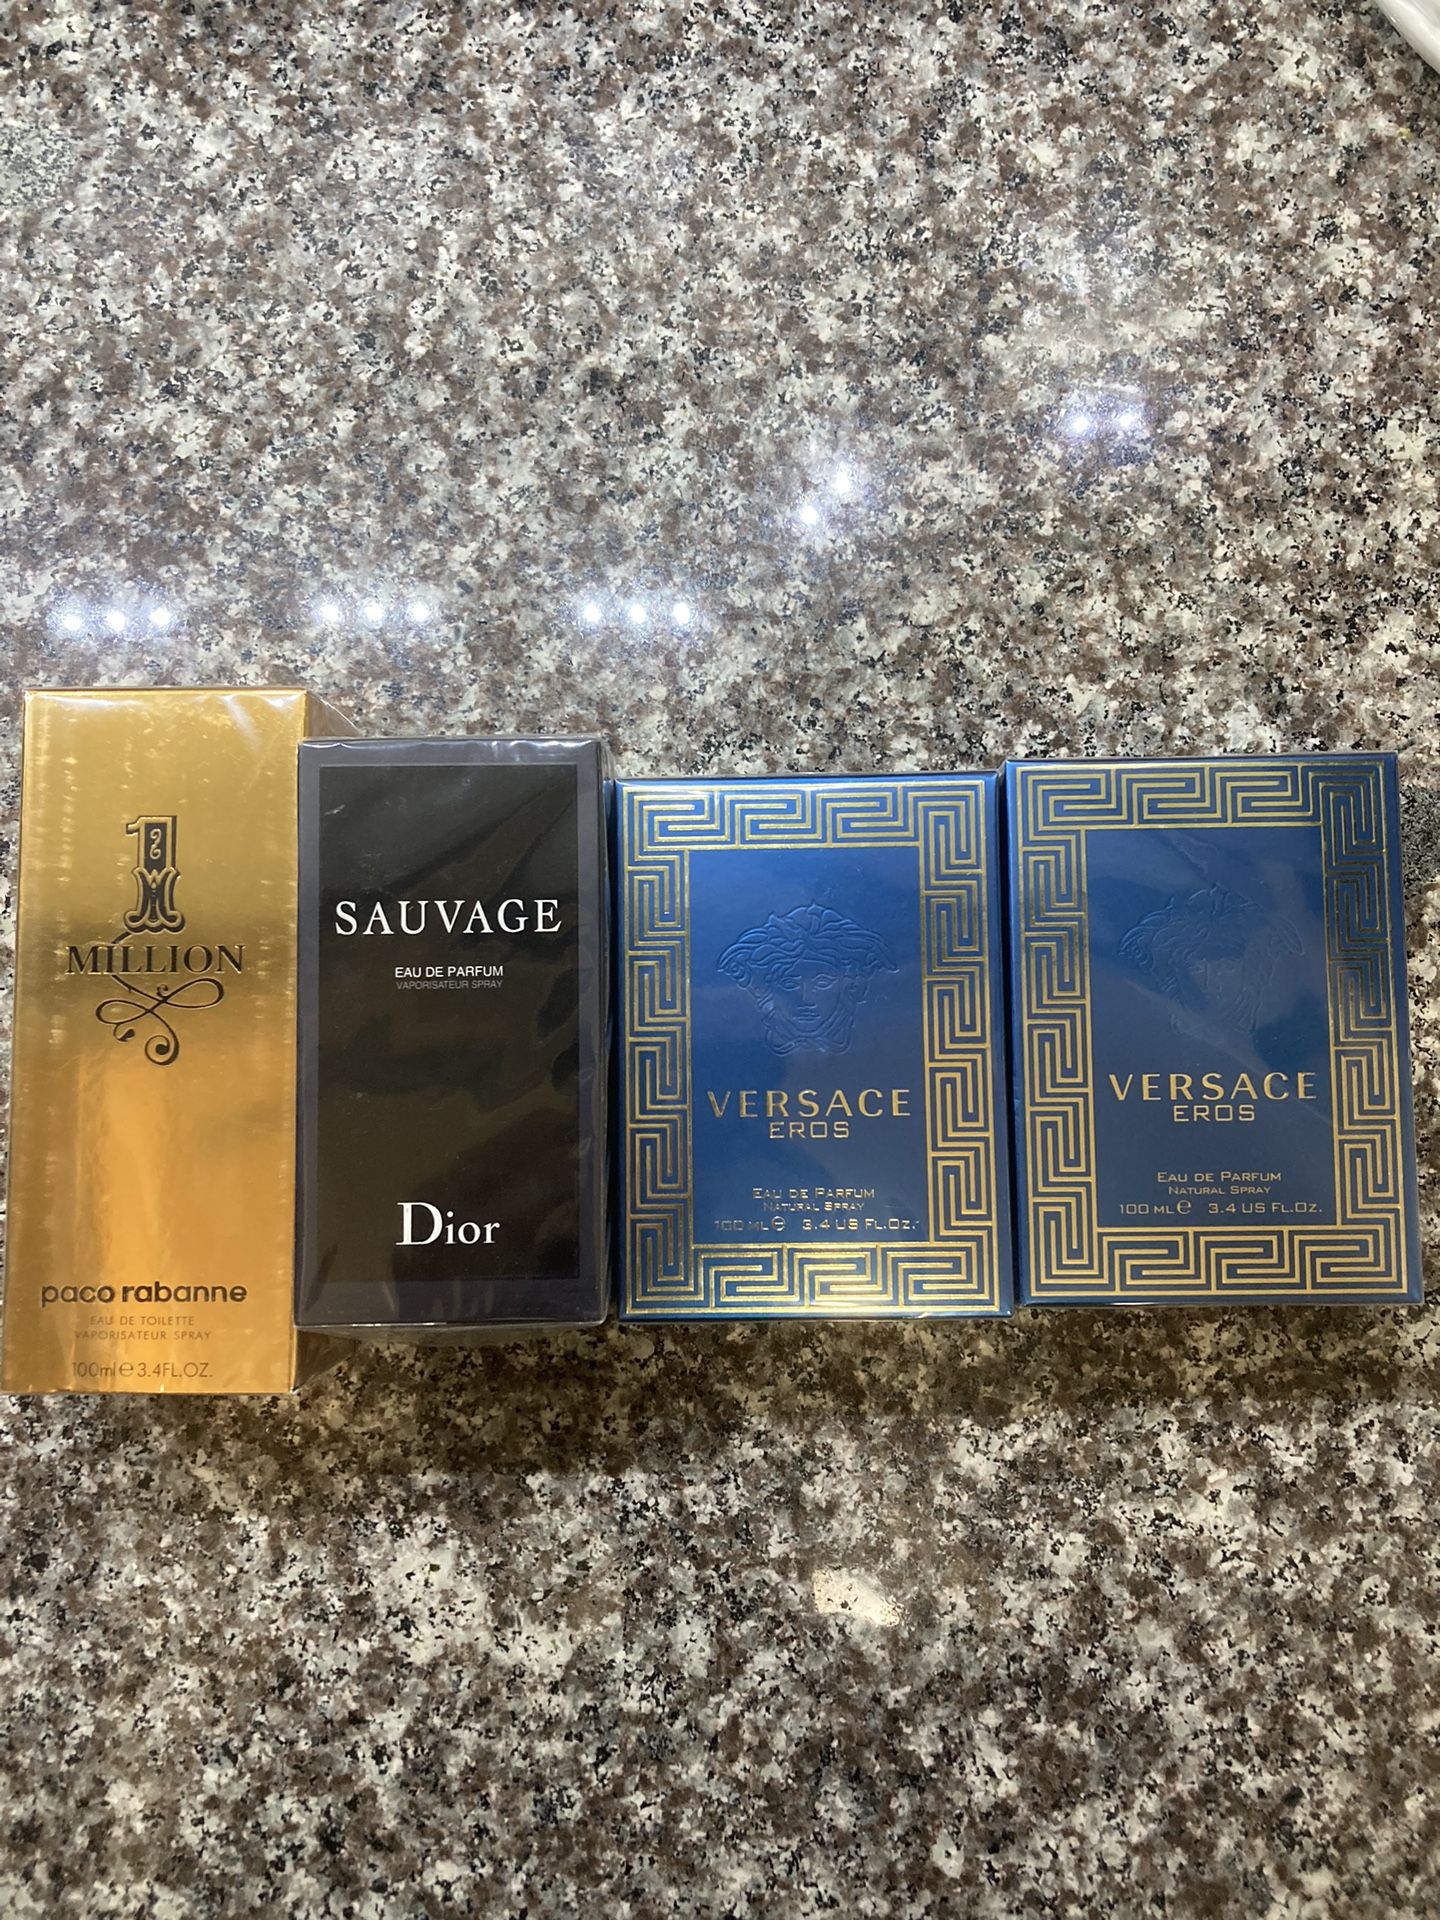 1
MILLION
paco rabanne
EAU DE TOILETTE
VAPORISATEUR SPRAY
100ml e 3.4FL.OZ.
SAUVAGE
EAU DE PARFUM
VAPORISATEUR SPRAY
Dior
VERSACE
EROS
EAU DE PARFUM
NATURAL SPRAY
100 ML e 3.4 US FL.OZ.
VERSACE
EROS
EAU DE PARFUM
NATURAL SPRAY
100 ML e 3.4 US FL.OZ.